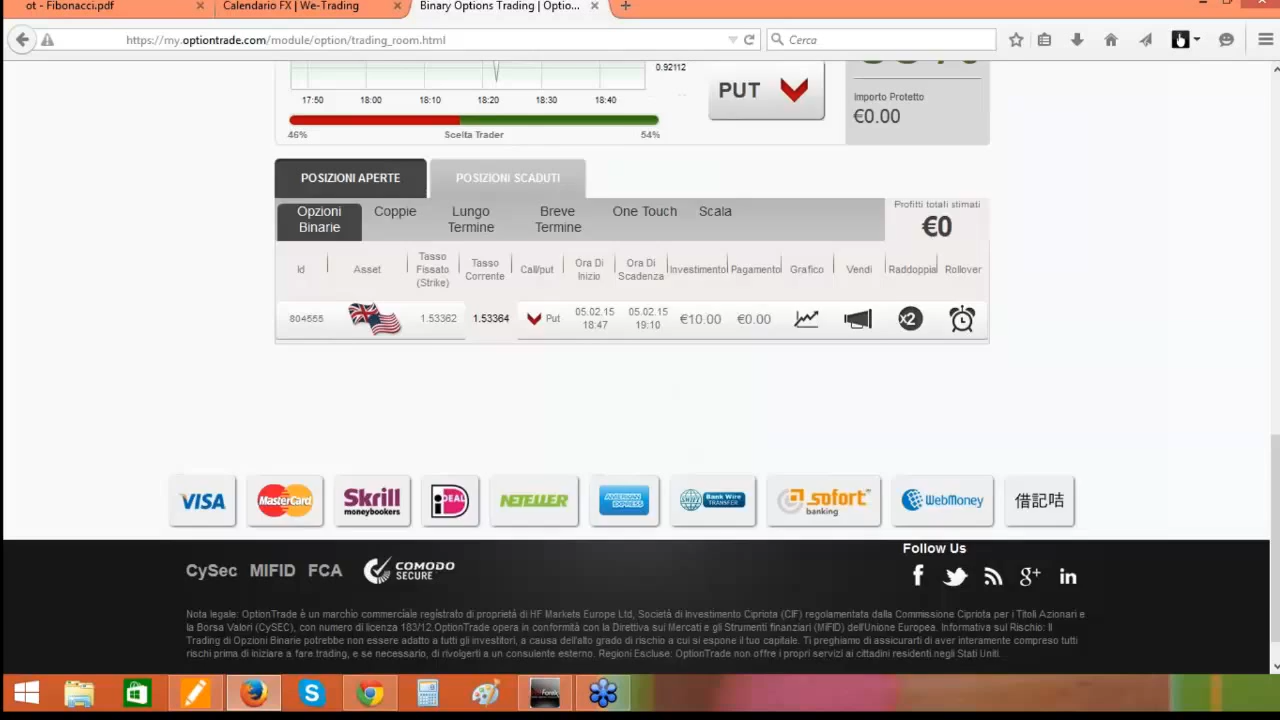 ot - Fibonacci.pdf
Calendario FX | We-Trading
Binary Options Trading | Optio...
https://my.optiontrade.com/module/option/trading_room.html
Cerca
0.92112
17:50 18:00 18:10 18:20 18:30 18:40
PUT
Importo Protetto
€0.00
46% Scelta Trader 54%
POSIZIONI APERTE
POSIZIONI SCADUTI
Opzioni
Binarie
Coppie
Lungo
Termine
Breve
Termine
One Touch
Scala
Profitti totali stimati
€0
Id
Asset
Tasso
Fissato
(Strike)
Tasso
Corrente
Call/put
Ora Di
Inizio
Ora Di
Scadenza
Investimento
Pagamento
Grafico
Vendi
Raddoppia
Rollover
804555
1.53362
1.53364
Put
05.02.15
18:47
05.02.15
19:10
€10.00
€0.00
x2
VISA
MasterCard
Skrill
moneybookers
iDEAL
NETELLER
AMERICAN
EXPRESS
Bank Wire
TRANSFER
sofort
banking
WebMoney
借記咭
Follow Us
CySec MIFID FCA
COMODO
SECURE
Nota legale: OptionTrade è un marchio commerciale registrato di proprietà di HF Markets Europe Ltd, Società di Investimento Cipriota (CIF) regolamentata dalla Commissione Cipriota per i Titoli Azionari e
la Borsa Valori (CySEC), con numero di licenza 183/12.OptionTrade opera in conformità con la Direttiva sui Mercati e gli Strumenti finanziari (MiFID) dell'Unione Europea. Informativa sui Rischio: Il
Trading di Opzioni Binarie potrebbe non essere adatto a tutti gli investitori, a causa dell'alto grado di rischio a cui si espone il tuo capitale. Ti preghiamo di assicurarti di aver interamente compreso tutti
rischi prima di iniziare a fare trading, e se necessario, di rivolgerti a un consulente esterno. Regioni Escluse: OptionTrade non offre i propri servizi ai cittadini residenti negli Stati Uniti.